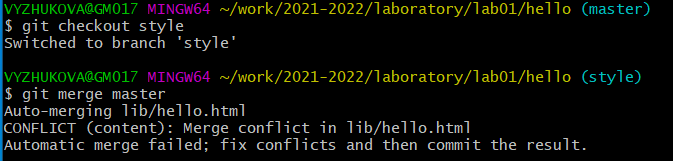 VYZHUKOVA@GM017 MINGW64 ~/work/2021-2022/laboratory/lab01/hello (master)
$ git checkout style
Switched to branch 'style'
VYZHUKOVA@GM017 MINGW64 ~/work/2021-2022/laboratory/lab01/hello (style)
$ git merge master
Auto-merging lib/hello.html
CONFLICT (content): Merge conflict in lib/hello.html
Automatic merge failed; fix conflicts and then commit the result.